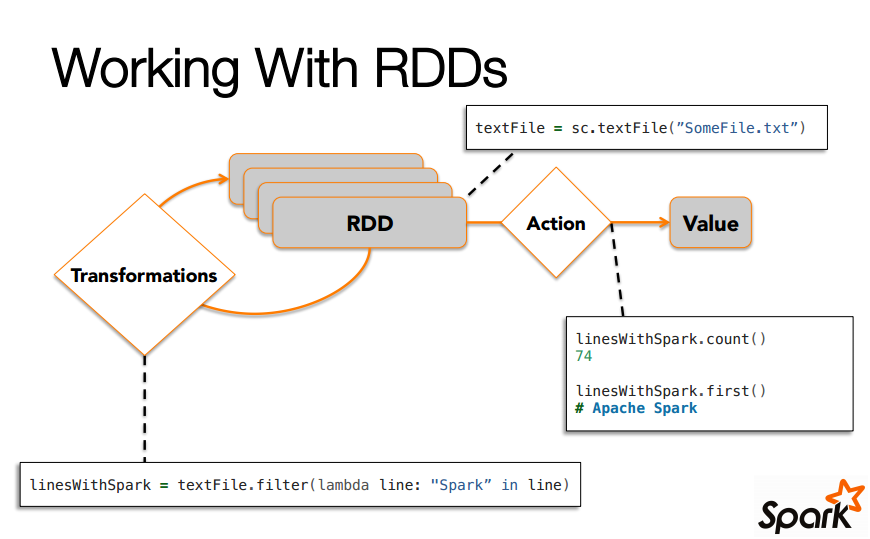 Working With RDDs
textFile = sc.textFile(”SomeFile.txt”)
RDD
Action
Value
Transformations
linesWithSpark.count()
74
linesWithSpark.first()
# Apache Spark
linesWithSpark = textFile.filter(lambda line: "Spark” in line)
Spark